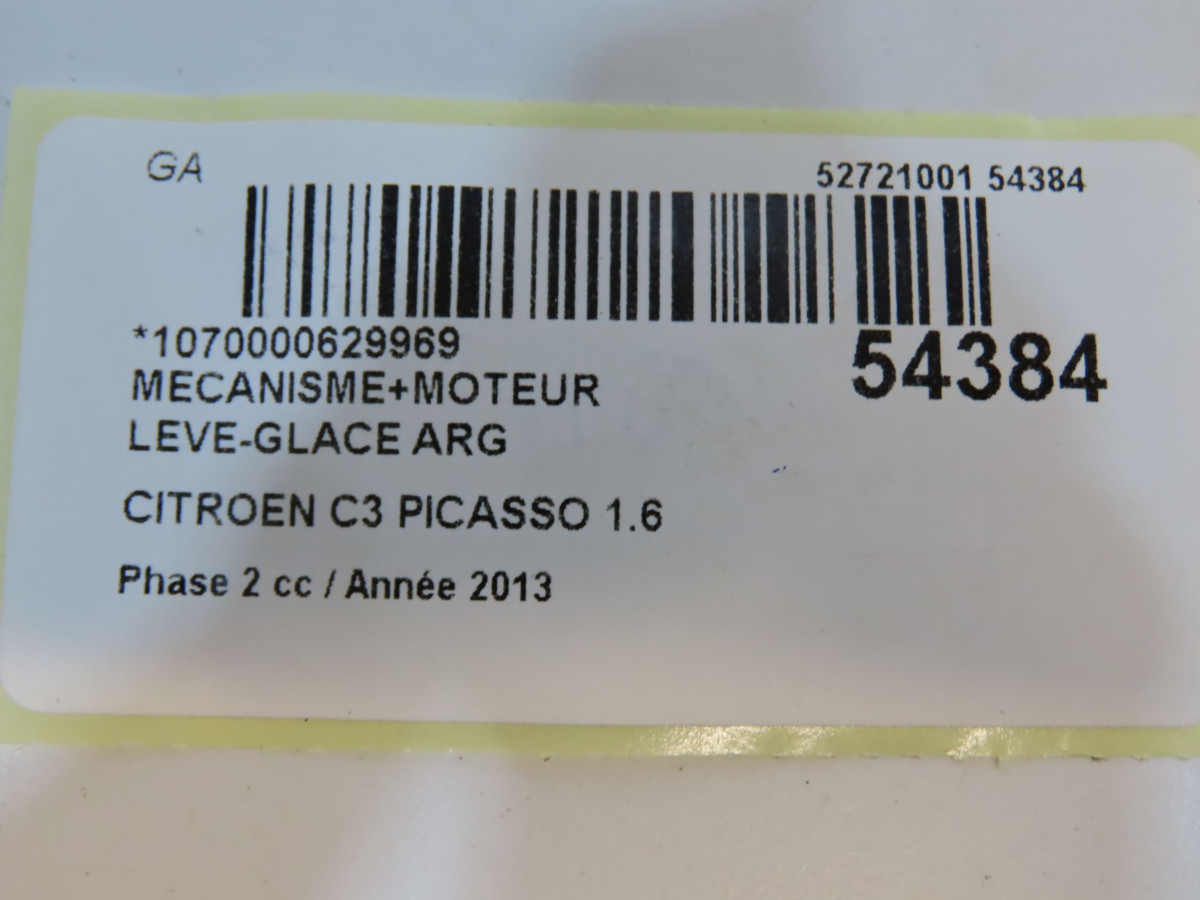 GA
52721001 54384
*1070000629969
54384
MECANISME+MOTEUR
LEVE-GLACE ARG
CITROEN C3 PICASSO 1.6
Phase 2 cc / Année 2013